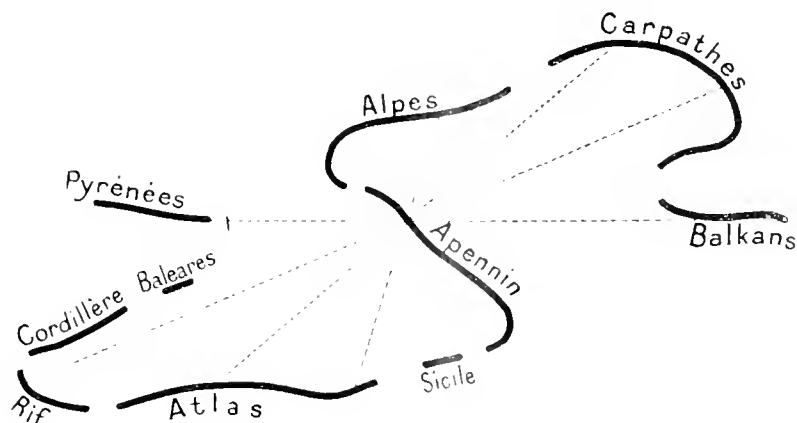 Carpathes
Alpes
Pyrénées
Apennin
Balkans
Baleares
Cordillère
Sicile
Atlas
Rif